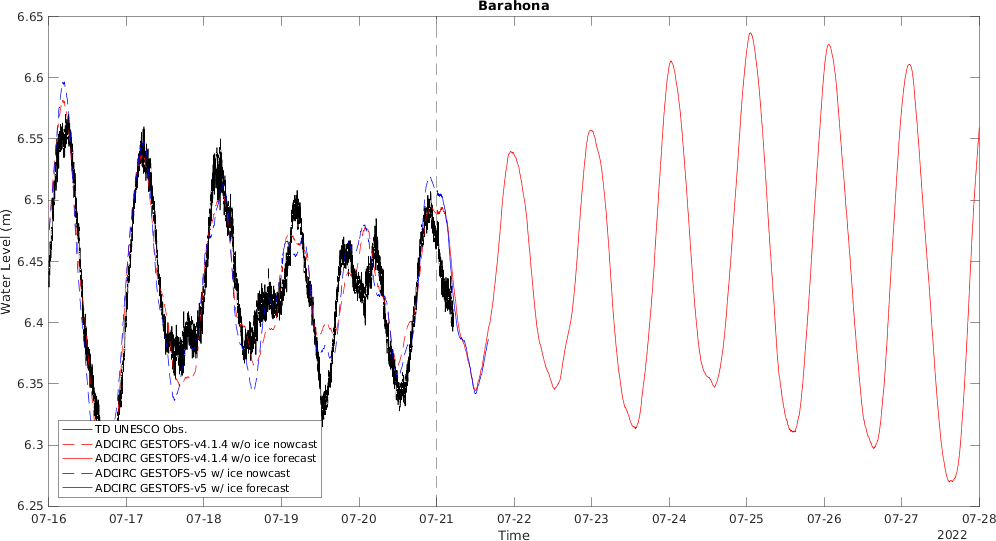 Barahona
6.65
6.6
6.55
6.5
6.45
6.4
6.35
6.3
6.25
Water Level (m)
TD UNESCO Obs.
ADCIRC GESTOFS-v4.1.4 w/o ice nowcast
ADCIRC GESTOFS-v4.1.4 w/o ice forecast
ADCIRC GESTOFS-v5 w/ ice nowcast
ADCIRC GESTOFS-v5 w/ ice forecast
07-16 07-17 07-18 07-19 07-20 07-21 07-22 07-23 07-24 07-25 07-26 07-27 07-28
Time
2022